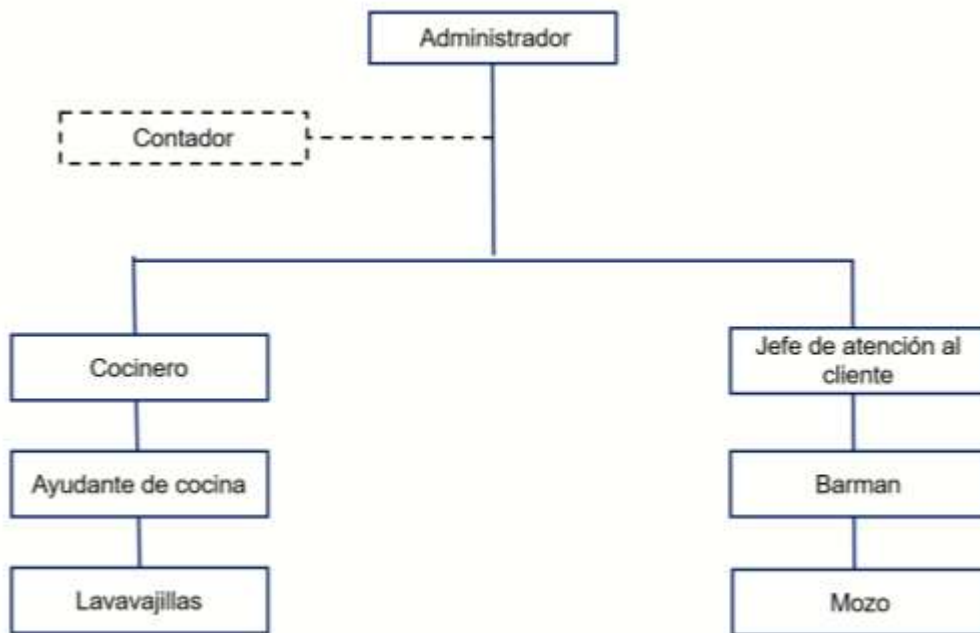 Administrador
Contador
Cocinero
Jefe de atención al
cliente
Ayudante de cocina
Barman
Lavavajillas
Mozo